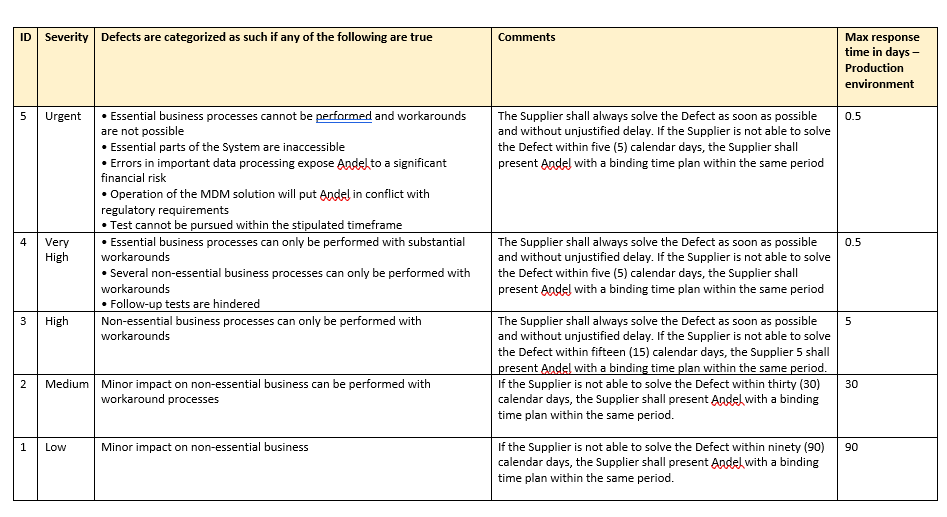 ID Severity Defects are categorized as such if any of the following are true Comments Max response
time in days –
Production
environment
5 Urgent • Essential business processes cannot be performed and workarounds
are not possible
• Essential parts of the System are inaccessible
• Errors in important data processing expose Andel to a significant
financial risk
• Operation of the MDM solution will put Andel in conflict with
regulatory requirements
• Test cannot be pursued within the stipulated timeframe
The Supplier shall always solve the Defect as soon as possible
and without unjustified delay. If the Supplier is not able to solve
the Defect within five (5) calendar days, the Supplier shall
present Andel with a binding time plan within the same period
0.5
4 Very
High
• Essential business processes can only be performed with substantial
workarounds
• Several non-essential business processes can only be performed with
workarounds
• Follow-up tests are hindered
The Supplier shall always solve the Defect as soon as possible
and without unjustified delay. If the Supplier is not able to solve
the Defect within five (5) calendar days, the Supplier shall
present Andel with a binding time plan within the same period
0.5
3 High Non-essential business processes can only be performed with
workarounds
The Supplier shall always solve the Defect as soon as possible
and without unjustified delay. If the Supplier is not able to solve
the Defect within fifteen (15) calendar days, the Supplier 5 shall
present Andel with a binding time plan within the same period.
5
2 Medium Minor impact on non-essential business can be performed with
workaround processes
If the Supplier is not able to solve the Defect within thirty (30)
calendar days, the Supplier shall present Andel with a binding
time plan within the same period.
30
1 Low Minor impact on non-essential business
If the Supplier is not able to solve the Defect within ninety (90)
calendar days, the Supplier shall present Andel with a binding
time plan within the same period.
90